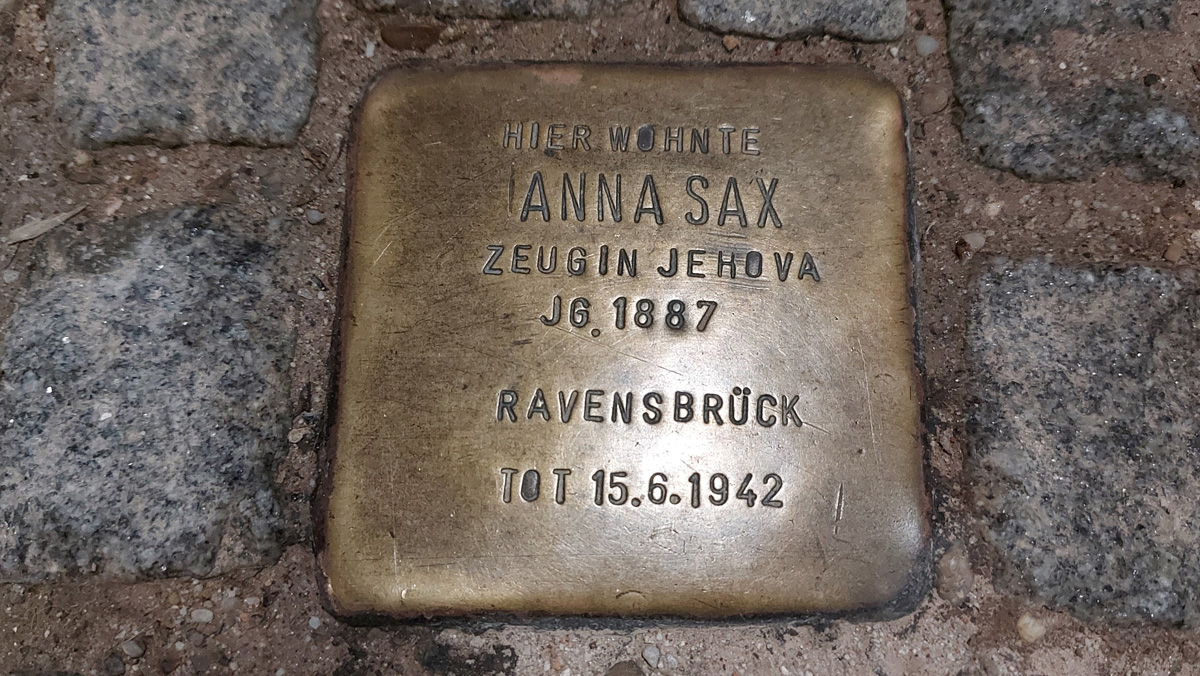 HIER WOHNTE
ANNA SAX
ZEUGIN JEHOVA
JG. 1887
RAVENSBRÜCK
TOT 15.6.1942